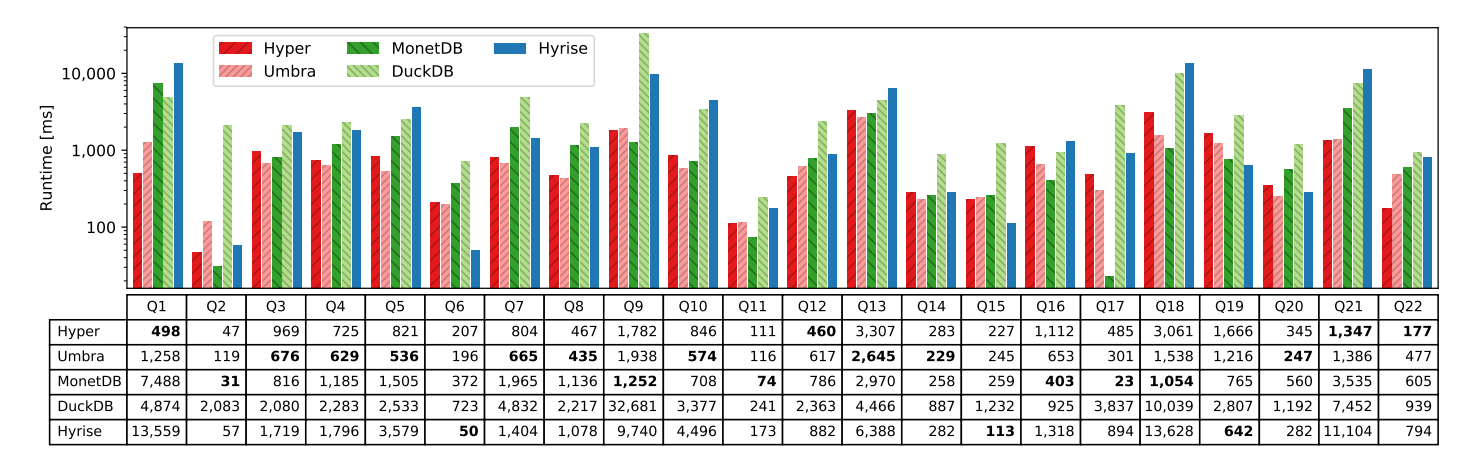 Runtime [ms]
10,000
1,000
100
Hyper MonetDB Hyrise
Umbra DuckDB
Q1 Q2 Q3 Q4 Q5 Q6 Q7 Q8 Q9 Q10 Q11 Q12 Q13 Q14 Q15 Q16 Q17 Q18 Q19 Q20 Q21 Q22
Hyper 498 47 969 725 821 207 804 467 1,782 846 111 460 3,307 283 227 1,112 485 3,061 1,666 345 1,347 177
Umbra 1,258 119 676 629 536 196 665 435 1,938 574 116 617 2,645 229 245 653 301 1,538 1,216 247 1,386 477
MonetDB 7,488 31 816 1,185 1,505 372 1,965 1,136 1,252 708 74 786 2,970 258 259 403 23 1,054 765 560 3,535 605
DuckDB 4,874 2,083 2,080 2,283 2,533 723 4,832 2,217 32,681 3,377 241 2,363 4,466 887 1,232 925 3,837 10,039 2,807 1,192 7,452 939
Hyrise 13,559 57 1,719 1,796 3,579 50 1,404 1,078 9,740 4,496 173 882 6,388 282 113 1,318 894 13,628 642 282 11,104 794